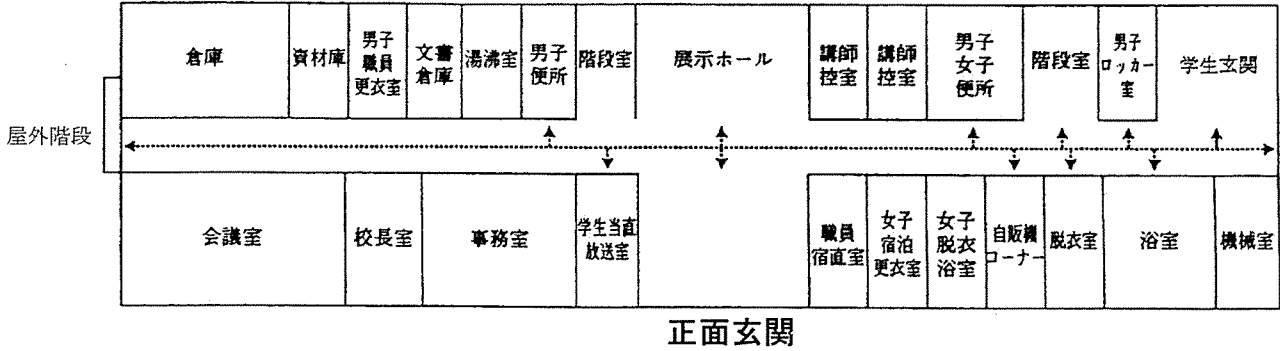 倉庫
資材庫
男子
職員
更衣室
文書
倉庫
湯沸室
男子
便所
階段室
展示ホール
講師
控室
講師
控室
男子
女子
便所
階段室
男子
ロッカー
室
学生玄関
屋外階段
会議室
校長室
事務室
学生当直
放送室
職員
宿直室
女子
宿泊
更衣室
女子
脱衣
浴室
自販機
コーナー
脱衣室
浴室
機械室
正面玄関